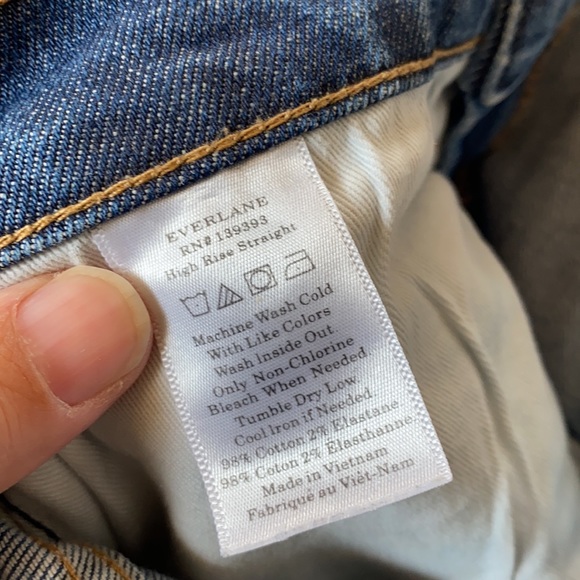 EVERLANE
RN# 139393
High Rise Straight
Machine Wash Cold
With Like Colors
Wash Inside Out.
Only Non-Chlorine
Bleach When Needed.
Tumble Dry Low
Cool Iron if Needed.
98% Cotton 2% Elastane
98% Coton 2% Elasthanne
Made in Vietnam
Fabriqué au Việt-Nam